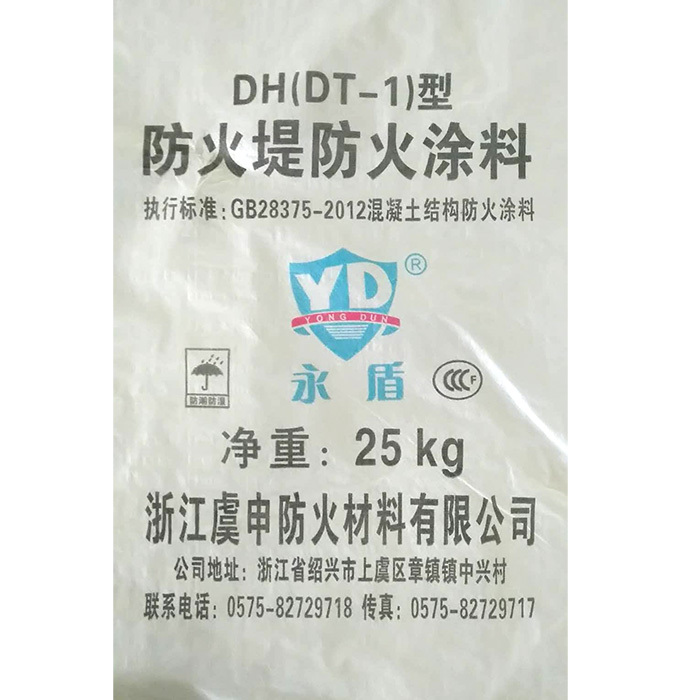 DH(DT-1)型
防火堤防火涂料
执行标准:GB28375-2012混凝土结构防火涂料
YD®
YONG DUN
永盾
防潮防湿
CCCF
净重: 25kg
浙江虞申防火材料有限公司
公司地址: 浙江省绍兴市上虞区章镇镇中兴村
联系电话: 0575-82729718 传真: 0575-82729717